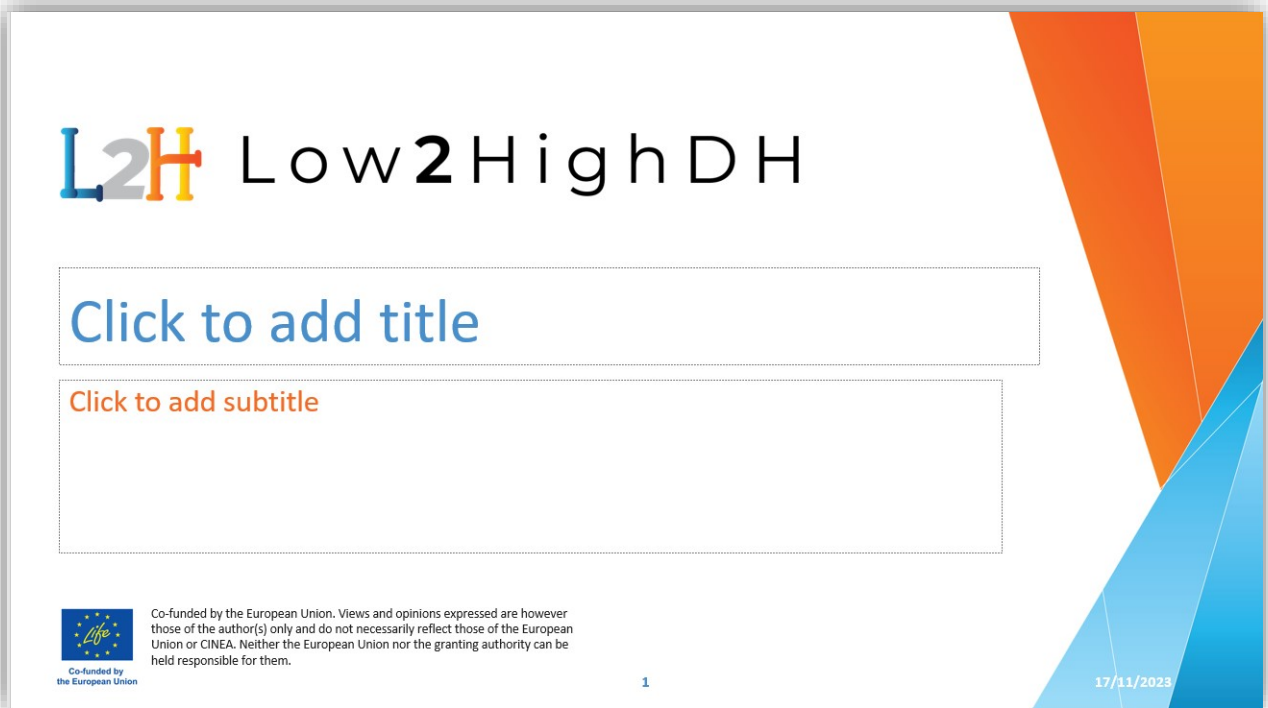 L2H Low2HighDH
Click to add title
Click to add subtitle
Life
Co-funded by
the European Union
Co-funded by the European Union. Views and opinions expressed are however
those of the author(s) only and do not necessarily reflect those of the European
Union or CINEA. Neither the European Union nor the granting authority can be
held responsible for them.
1
17/11/2023